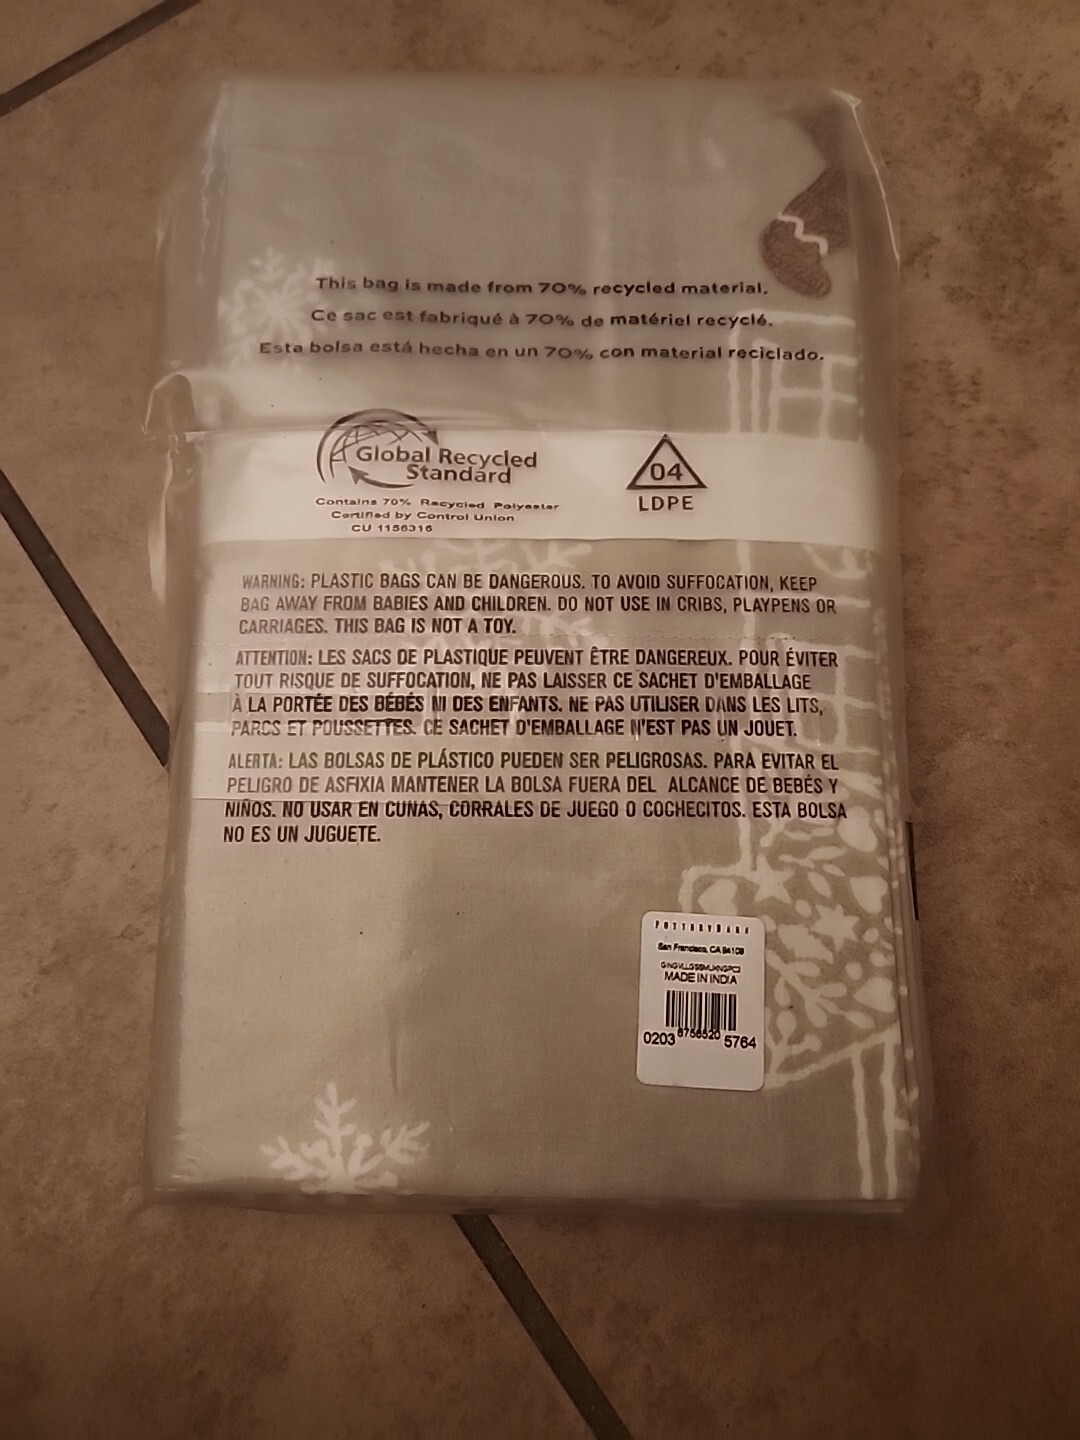 This bag is made from 70% recycled material.
Ce sac est fabriqué à 70% de matériel recyclé.
Esta bolsa está hecha en un 70% con material reciclado.
Global Recycled
Standard
Contains 70% Recycled Polyester
Certified by Control Union
CU 1156316
04
LDPE
WARNING: PLASTIC BAGS CAN BE DANGEROUS. TO AVOID SUFFOCATION, KEEP
BAG AWAY FROM BABIES AND CHILDREN. DO NOT USE IN CRIBS, PLAYPENS OR
CARRIAGES. THIS BAG IS NOT A TOY.
ATTENTION: LES SACS DE PLASTIQUE PEUVENT ÊTRE DANGEREUX. POUR ÉVITER
TOUT RISQUE DE SUFFOCATION, NE PAS LAISSER CE SACHET D'EMBALLAGE
À LA PORTÉE DES BÉBÉS NI DES ENFANTS. NE PAS UTILISER DANS LES LITS,
PARCS ET POUSSETTES. CE SACHET D'EMBALLAGE N'EST PAS UN JOUET.
ALERTA: LAS BOLSAS DE PLÁSTICO PUEDEN SER PELIGROSAS. PARA EVITAR EL
PELIGRO DE ASFIXIA MANTENER LA BOLSA FUERA DEL ALCANCE DE BEBÉS Y
NIÑOS. NO USAR EN CUNAS, CORRALES DE JUEGO O COCHECITOS. ESTA BOLSA
NO ES UN JUGUETE.
POTTERY BARN
San Francisco, CA 94109
MADE IN INDIA
0203 8756520 5764